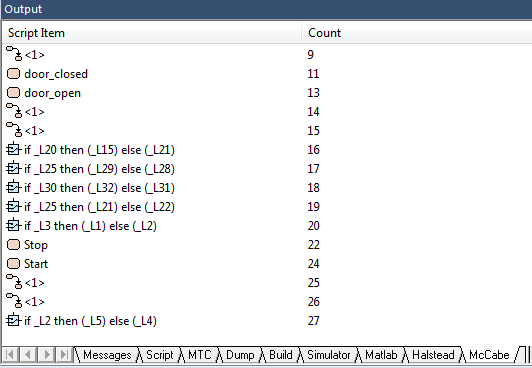 Output
Script Item Count
<1> 9
door_closed 11
door_open 13
<1> 14
<1> 15
if _L20 then (_L15) else (_L21) 16
if _L25 then (_L29) else (_L28) 17
if _L30 then (_L32) else (_L31) 18
if _L25 then (_L21) else (_L22) 19
if _L3 then (_L1) else (_L2) 20
Stop 22
Start 24
<1> 25
<1> 26
if _L2 then (_L5) else (_L4) 27
Messages Script MTC Dump Build Simulator Matlab Halstead McCabe